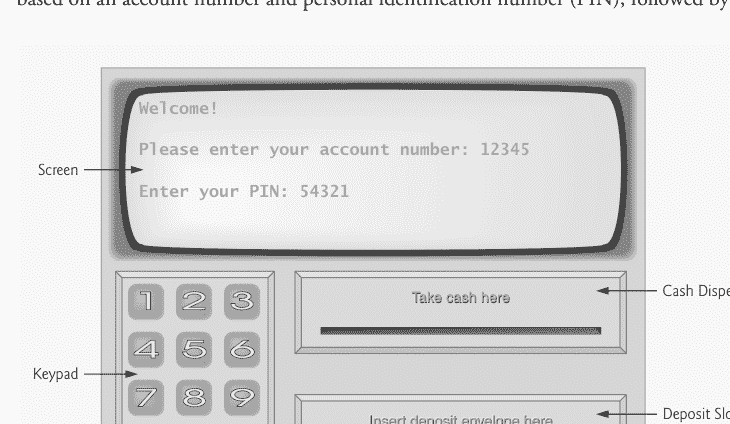 based on an account number and personal identification number (PIN), followed by
Welcome!
Please enter your account number: 12345
Screen
Enter your PIN: 54321
1 2 3
Take cash here
Cash Dispe
4 5 6
Keypad
7 8 9
Deposit Slo
Insert deposit envelope here